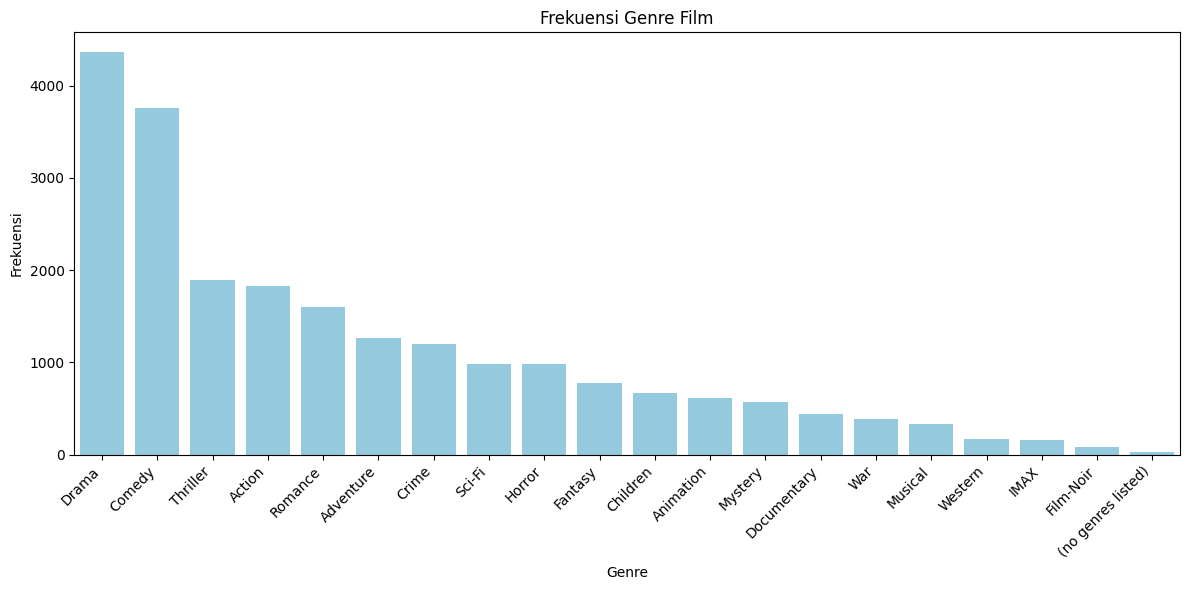 Frekuensi Genre Film
Frekuensi
4000
3000
2000
1000
0
Drama
Comedy
Thriller
Action
Romance
Adventure
Crime
Sci-Fi
Horror
Fantasy
Children
Animation
Mystery
Documentary
War
Musical
Western
IMAX
Film-Noir
(no genres listed)
Genre